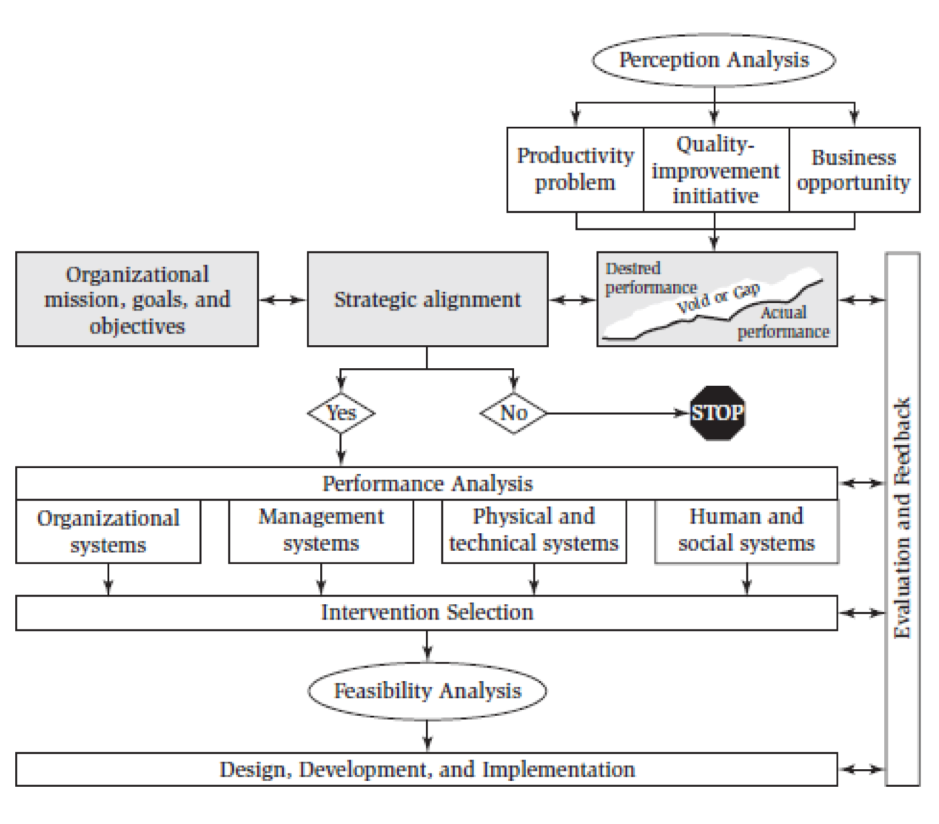 Perception Analysis
Productivity
problem
Quality-
improvement
initiative
Business
opportunity
Organizational
mission, goals, and
objectives
Strategic alignment
Desired
performance
Vold or Gap
Actual
performance
Yes
No
STOP
Performance Analysis
Organizational
systems
Management
systems
Physical and
technical systems
Human and
social systems
Intervention Selection
Feasibility Analysis
Design, Development, and Implementation
Evaluation and Feedback